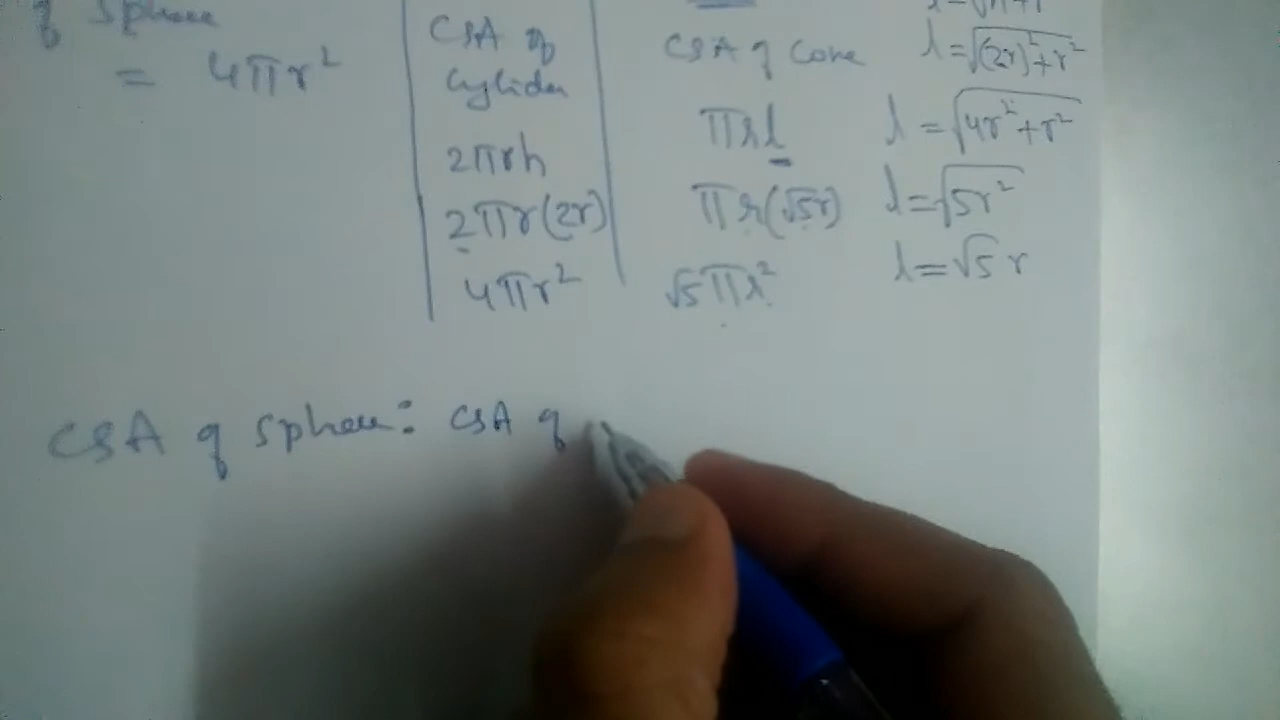 of sphere
= 4πr²
CSA of
Cylinder
2πrh
2πr(2r)
4πr²
CSA of Cone
πrl
πr(√5r)
√5πr²
l=√(2r)²+r²
l=√4r²+r²
l=√5r²
l=√5 r
CSA of sphere: CSA of